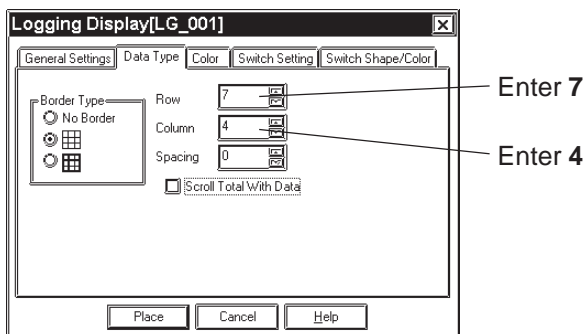 Logging Display[LG_001]
General Settings Data Type Color Switch Setting Switch Shape/Color
Border Type
No Border
Row 7
Column 4
Spacing 0
Scroll Total With Data
Place Cancel Help
Enter 7
Enter 4